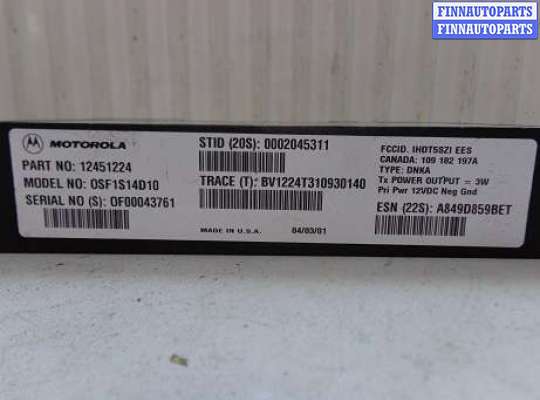 FINNAUTOPARTS
FINNAUTOPARTS
MOTOROLA
PART NO: 12451224
MODEL NO: OSF1S14D10
SERIAL NO (S): OF00043761
STID (20S): 0002045311
TRACE (T): BV1224T310930140
MADE IN U.S.A. 04/03/01
FCCID. IHDT5SZ1 EES
CANADA: 109 182 197A
TYPE: DNKA
Tx POWER OUTPUT = 3W
Pri Pwr 12VDC Neg Gnd
ESN (22S): A849D859BET